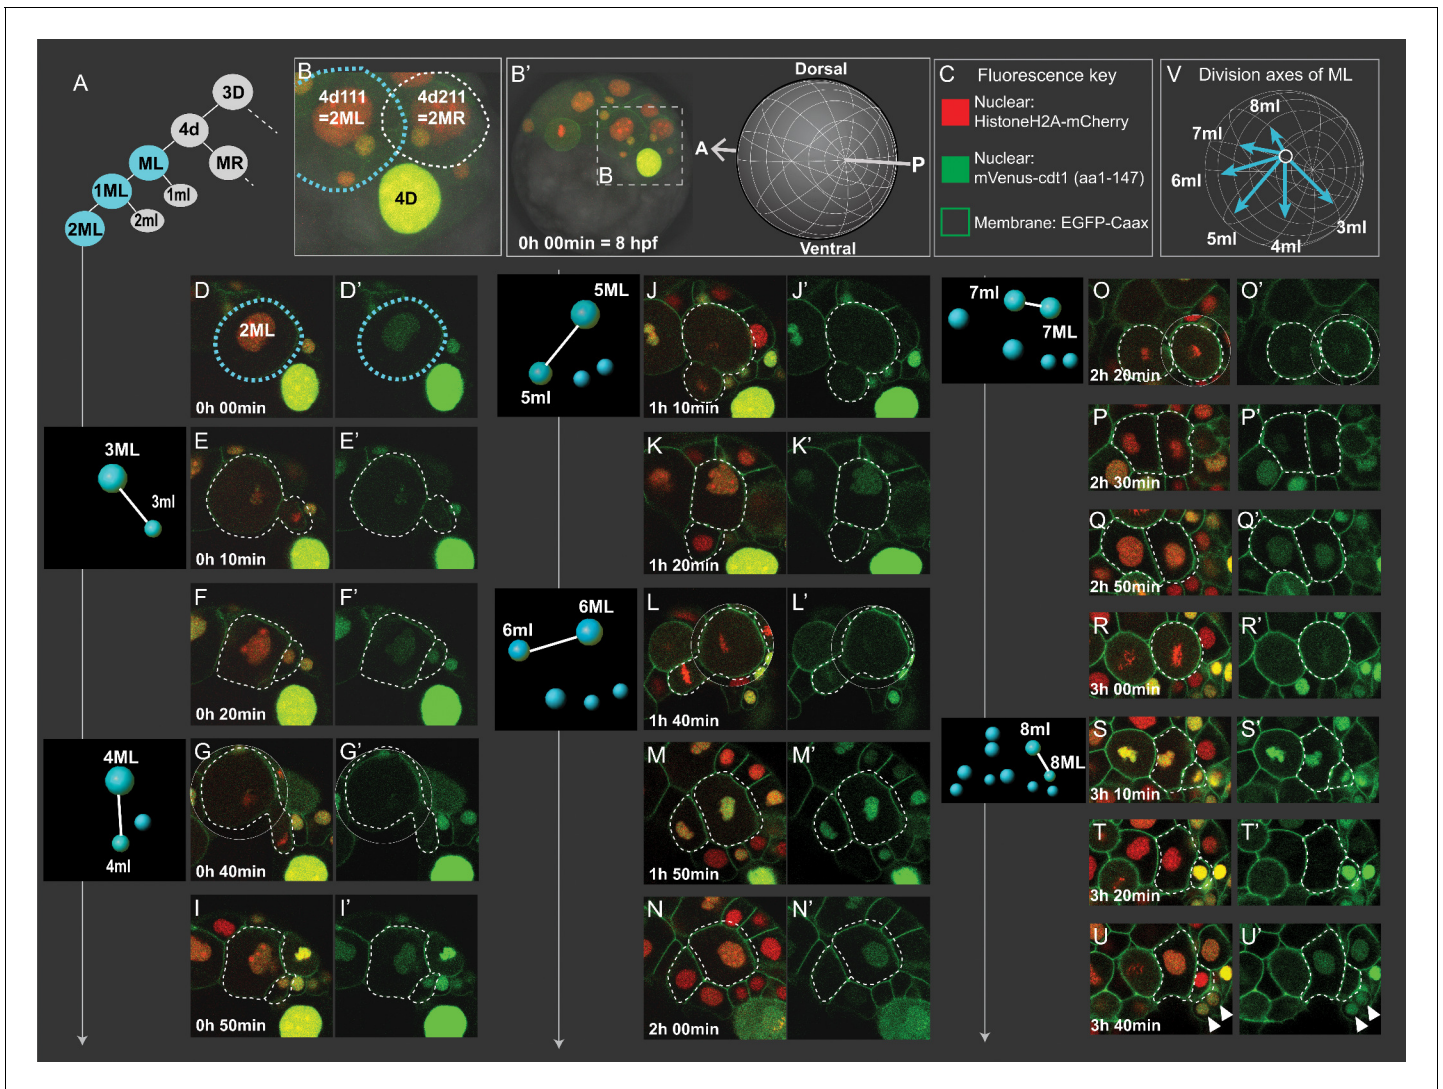 A
3D
4d
ML
MR
1ML
1ml
2ML
2ml
B
4d111
=2ML
4d211
=2MR
4D
B'
B
0h 00min = 8 hpf
A
Dorsal
P
Ventral
C Fluorescence key
Nuclear:
HistoneH2A-mCherry
Nuclear:
mVenus-cdt1 (aa1-147)
Membrane: EGFP-Caax
V Division axes of ML
8ml
7ml
6ml
5ml
4ml
3ml
D
2ML
0h 00min
D'
3ML
3ml
E
0h 10min
E'
F
0h 20min
F'
4ML
4ml
G
0h 40min
G'
I
0h 50min
I'
5ML
5ml
J
1h 10min
J'
K
1h 20min
K'
6ML
6ml
L
1h 40min
L'
M
1h 50min
M'
N
2h 00min
N'
7ml
7ML
O
2h 20min
O'
P
2h 30min
P'
Q
2h 50min
Q'
R
3h 00min
R'
8ml
8ML
S
3h 10min
S'
T
3h 20min
T'
U
3h 40min
U'